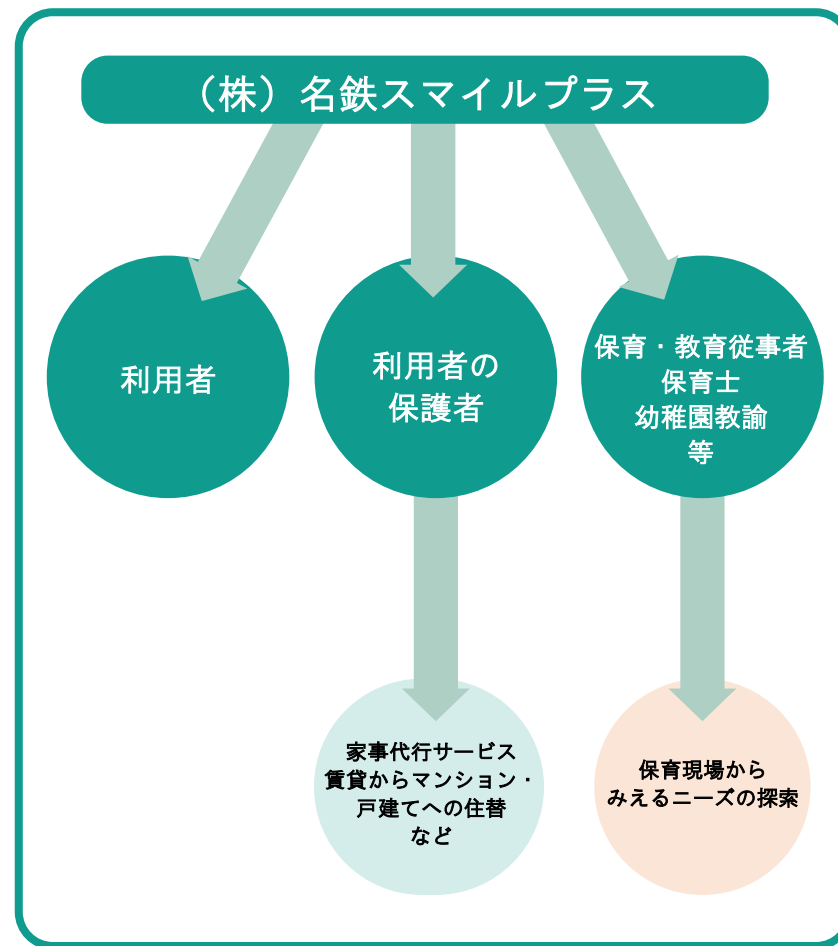 （株）名鉄スマイルプラス
利用者
利用者の
保護者
保育・教育従事者
保育士
幼稚園教諭
等
家事代行サービス
賃貸からマンション・
戸建てへの住替
など
保育現場から
みえるニーズの探索